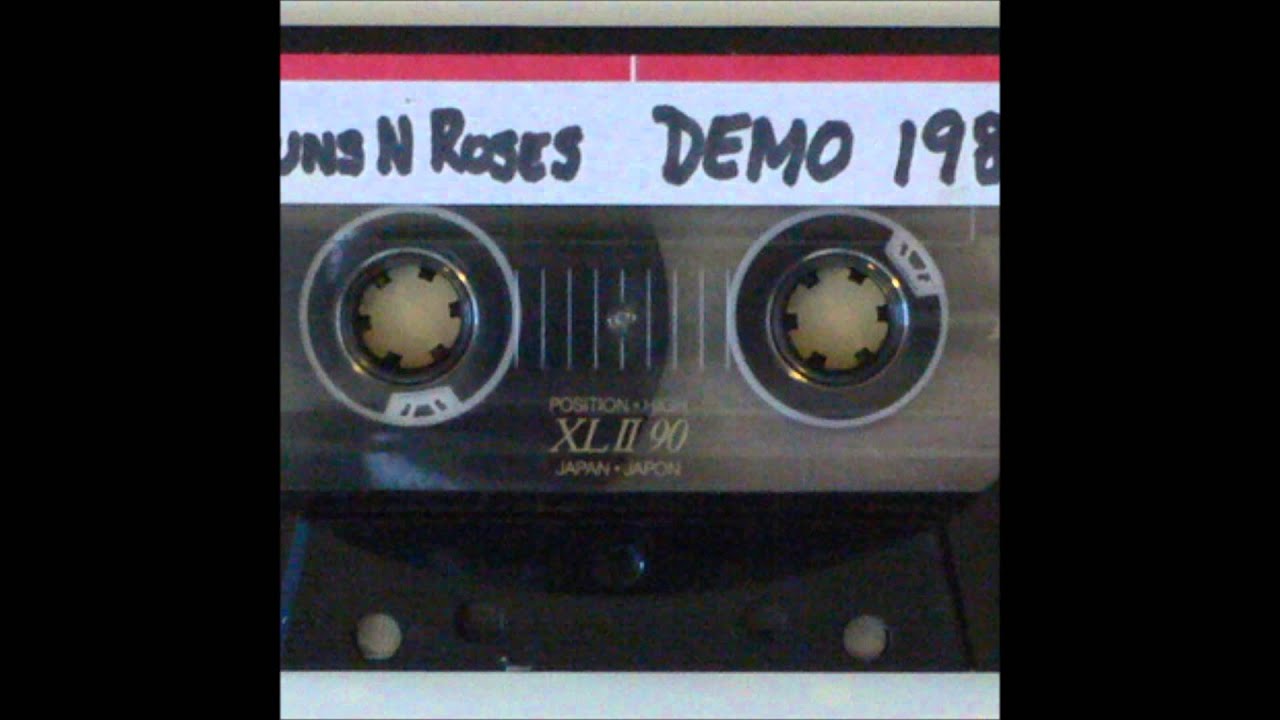 UNS N ROSES DEMO 198
POSITION • HIGH
XL II 90
JAPAN • JAPON